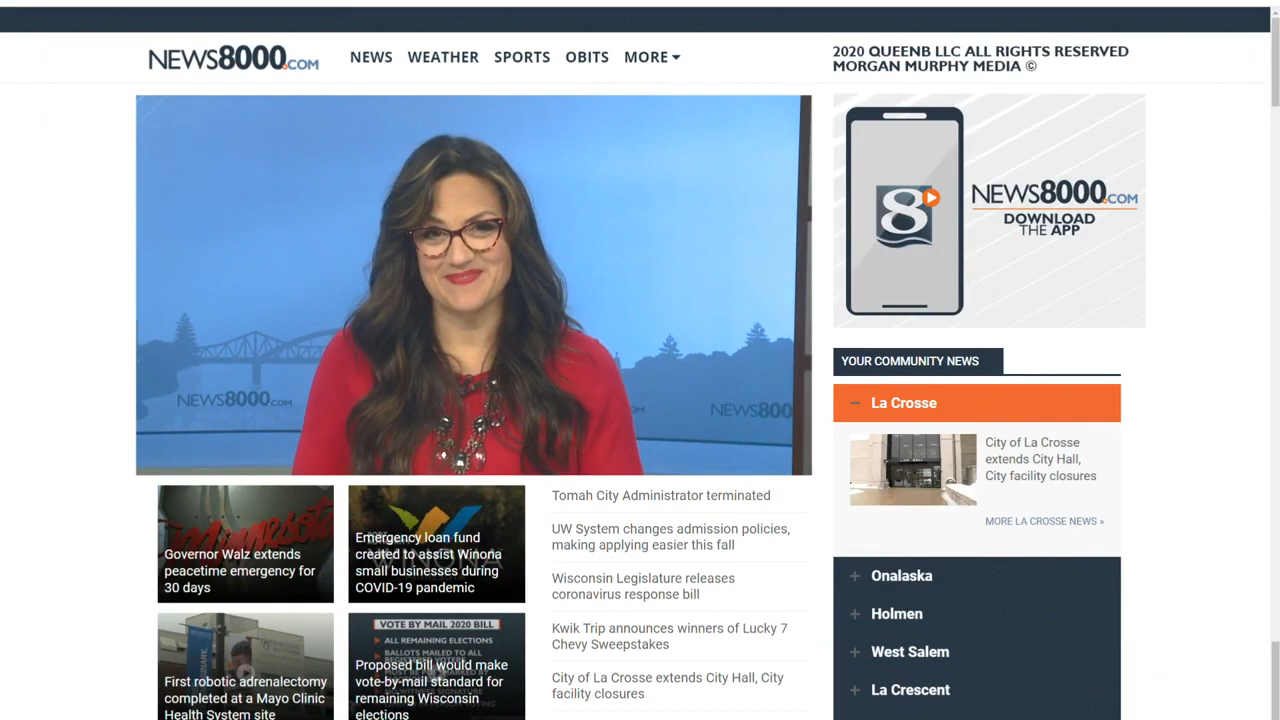 NEWS8000.COM
NEWS WEATHER SPORTS OBITS MORE
2020 QUEENB LLC ALL RIGHTS RESERVED
MORGAN MURPHY MEDIA ©
NEWS8000.COM
NEWS800
8
NEWS8000.COM
DOWNLOAD
THE APP
YOUR COMMUNITY NEWS
La Crosse
City of La Crosse
extends City Hall,
City facility closures
MORE LA CROSSE NEWS »
Onalaska
Holmen
West Salem
La Crescent
Minnesota
Governor Walz extends
peacetime emergency for
30 days
WINONA
Emergency loan fund
created to assist Winona
small businesses during
COVID-19 pandemic
First robotic adrenalectomy
completed at a Mayo Clinic
Health System site
VOTE BY MAIL 2020 BILL
ALL REMAINING ELECTIONS
BALLOTS MAILED TO ALL
Proposed bill would make
vote-by-mail standard for
remaining Wisconsin
elections
Tomah City Administrator terminated
UW System changes admission policies,
making applying easier this fall
Wisconsin Legislature releases
coronavirus response bill
Kwik Trip announces winners of Lucky 7
Chevy Sweepstakes
City of La Crosse extends City Hall, City
facility closures